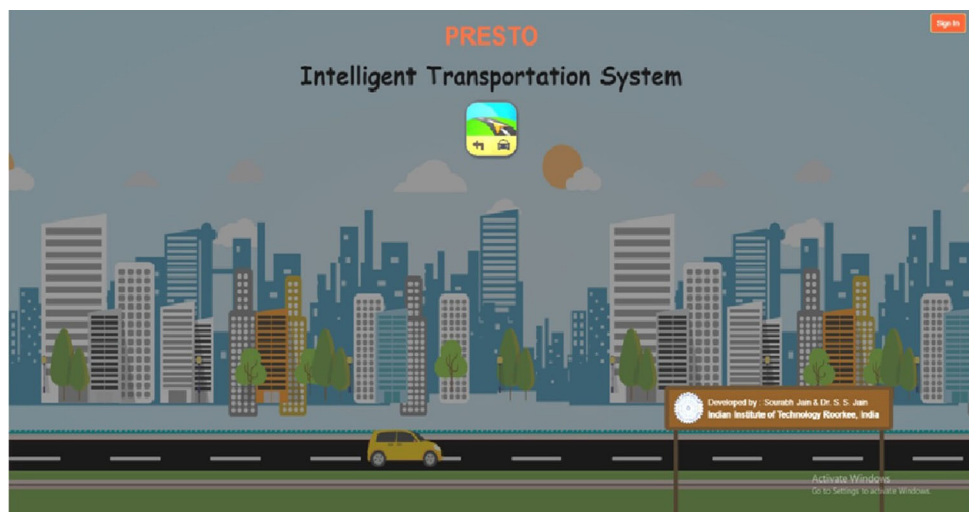 PRESTO
Sign In
Intelligent Transportation System
Developed by : Sourabh Jain & Dr. S. S. Jain
Indian Institute of Technology Roorkee, India
Activate Windows
Go to Settings to activate Windows.